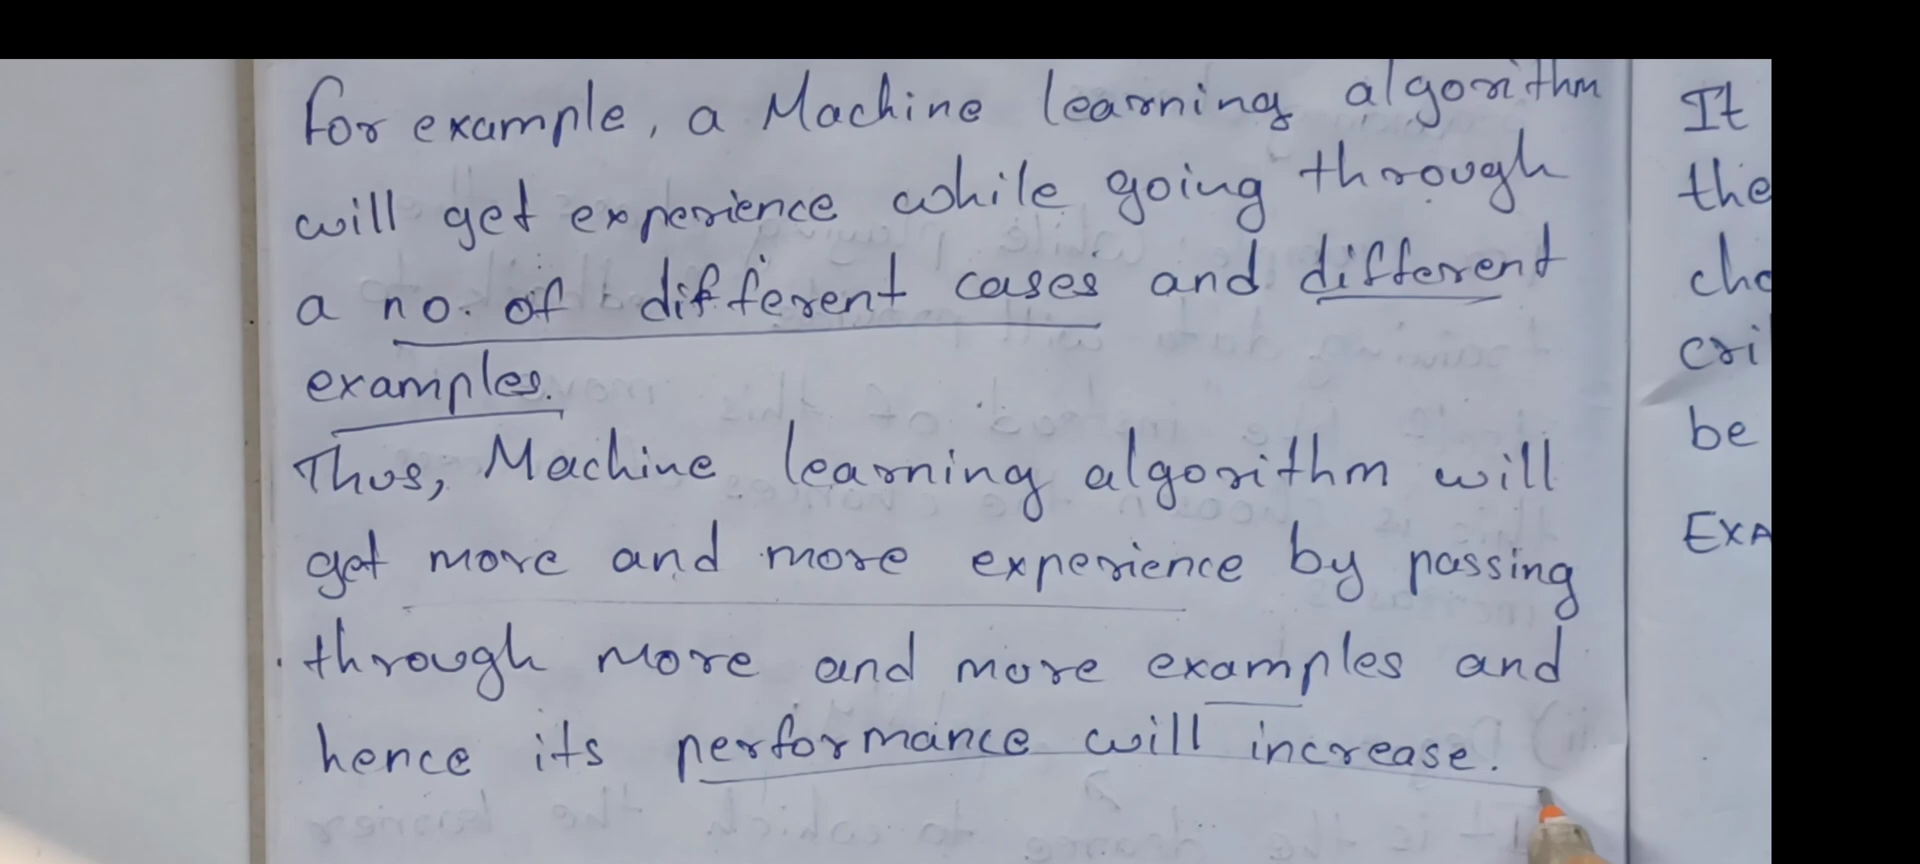 for example, a Machine learning algorithm
will get experience while going through
a no. of different cases and different
examples.
Thus, Machine learning algorithm will
get more and more experience by passing
through more and more examples and
hence its performance will increase.
It
the
be